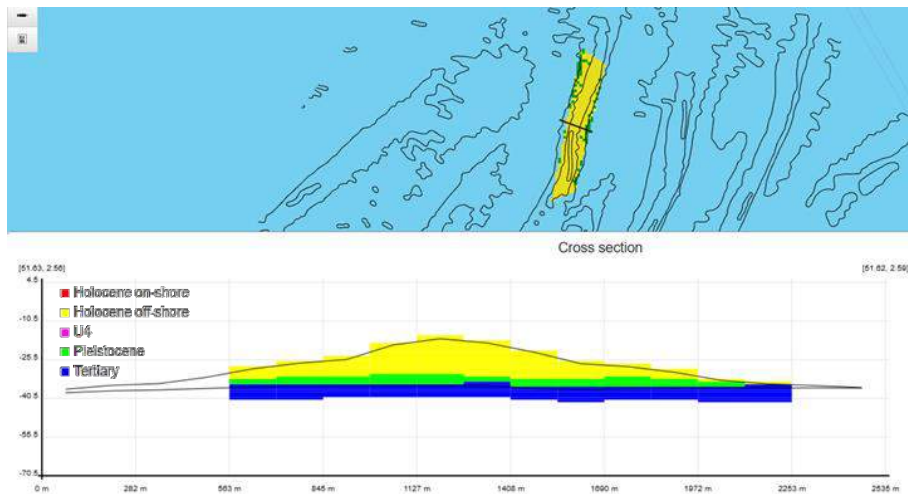 Cross section
[51.63, 2.56]
[51.62, 2.59]
4.5
-10.5
-25.5
-40.5
-55.5
-70.5
Holocene on-shore
Holocene off-shore
U4
Pleistocene
Tertiary
0 m
282 m
563 m
845 m
1127 m
1408 m
1690 m
1972 m
2253 m
2535 m